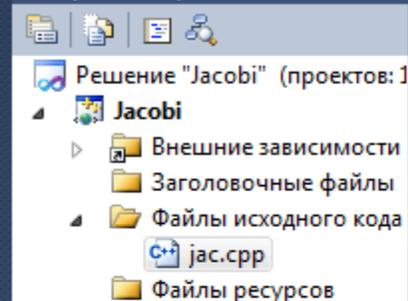 Решение "Jacobi" (проектов: 1
Jacobi
Внешние зависимости
Заголовочные файлы
Файлы исходного кода
jac.cpp
Файлы ресурсов